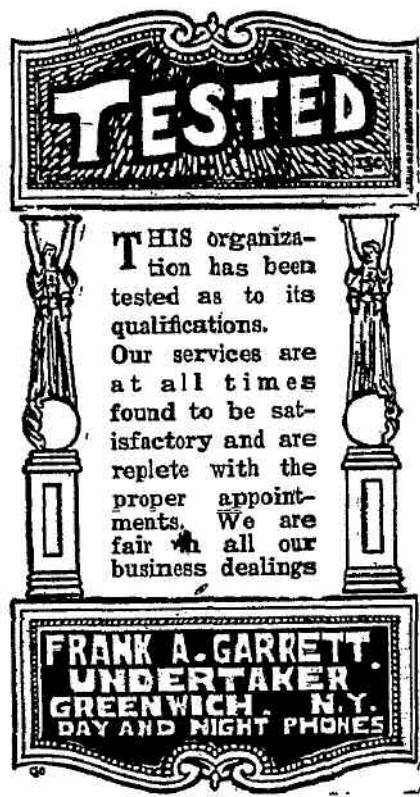 TESTED
THIS organiza-
tion has been
tested as to its
qualifications.
Our services are
at all times
found to be sat-
isfactory and are
replete with the
proper appoint-
ments. We are
fair in all our
business dealings
FRANK A. GARRETT.
UNDERTAKER
GREENWICH. N.Y.
DAY AND NIGHT PHONES